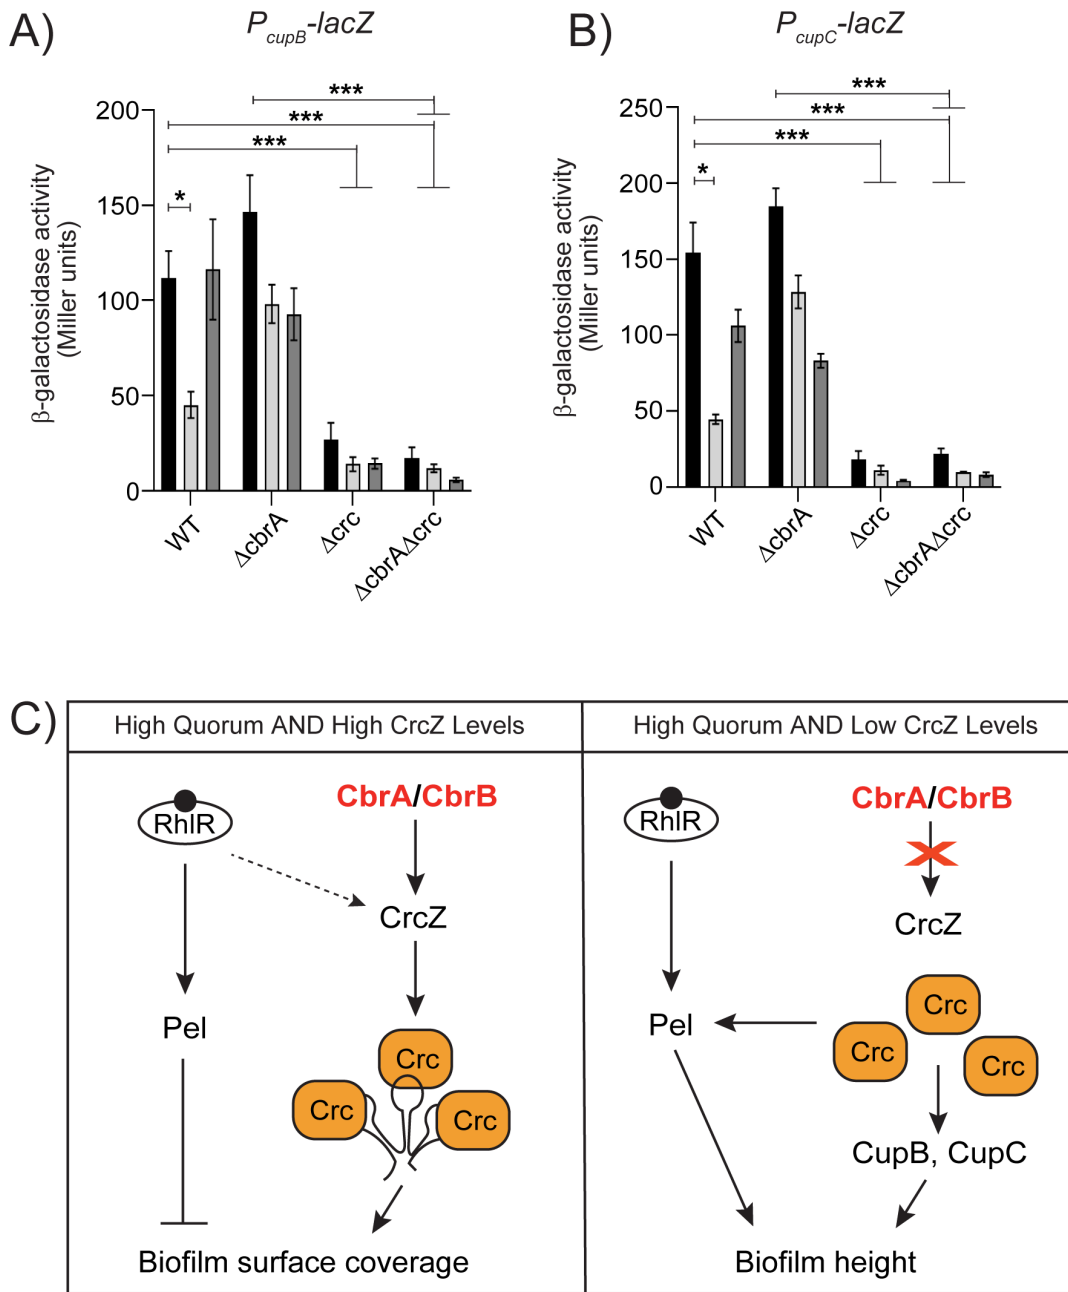 A)
P_cupB-lacZ
β-galactosidase activity
(Miller units)
200
150
100
50
0
***
***
***
*
WT
ΔcbrA
Δcrc
ΔcbrAΔcrc
B)
P_cupC-lacZ
β-galactosidase activity
(Miller units)
250
200
150
100
50
0
***
***
***
*
WT
ΔcbrA
Δcrc
ΔcbrAΔcrc
C)
High Quorum AND High CrcZ Levels
RhlR
CbrA/CbrB
CrcZ
Pel
Crc
Crc
Crc
Biofilm surface coverage
High Quorum AND Low CrcZ Levels
RhlR
CbrA/CbrB
CrcZ
Pel
Crc
Crc
Crc
CupB, CupC
Biofilm height